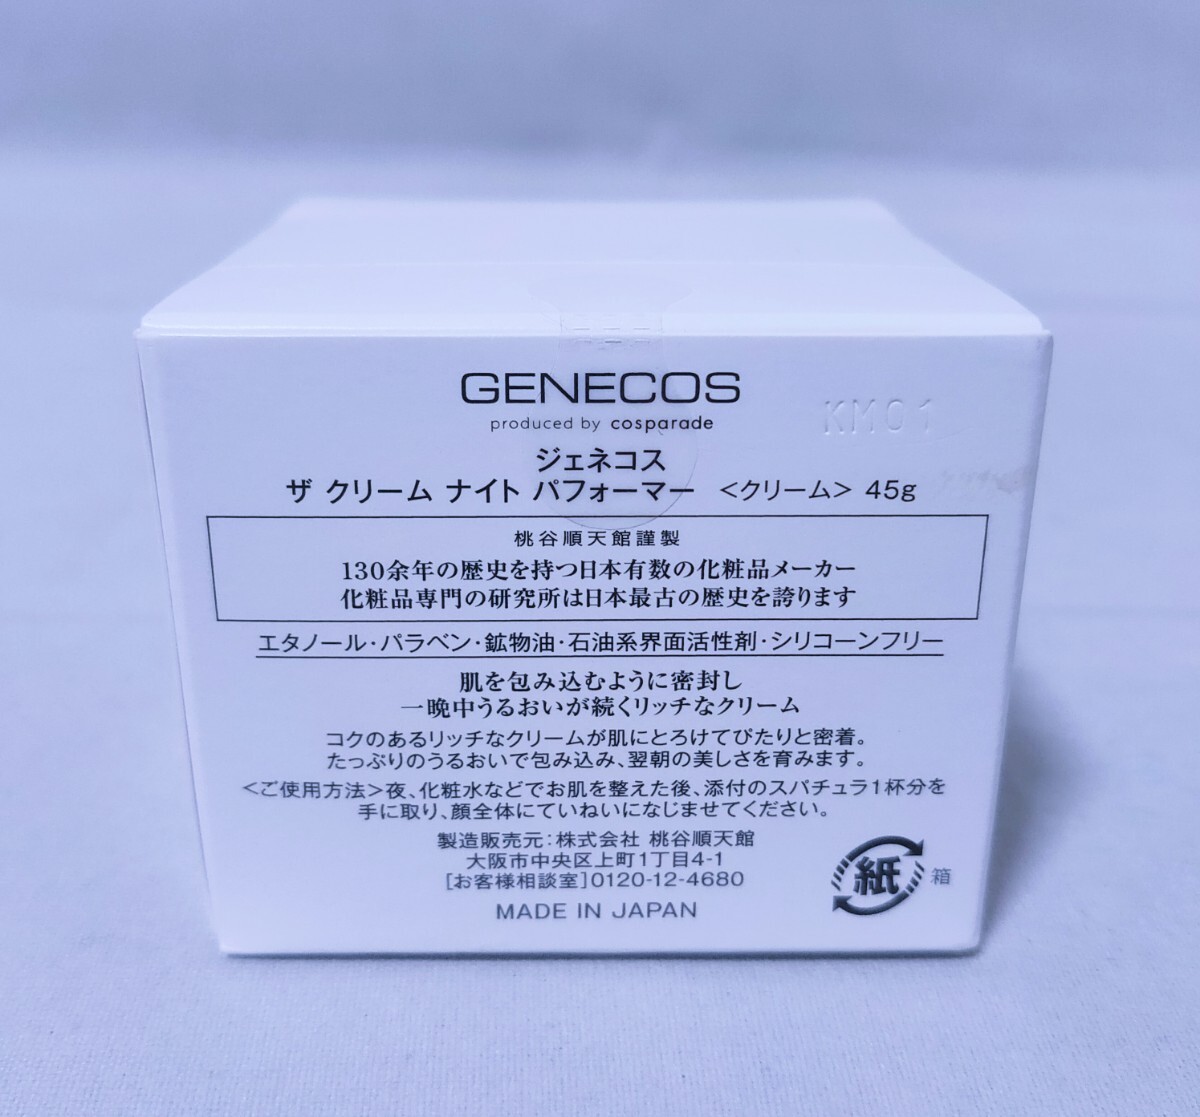 GENECOS
produced by cosparade
KM01
ジェネコス
ザ クリーム ナイト パフォーマー <クリーム> 45g
桃谷順天館謹製
130余年の歴史を持つ日本有数の化粧品メーカー
化粧品専門の研究所は日本最古の歴史を誇ります
エタノール・パラベン・鉱物油・石油系界面活性剤・シリコーンフリー
肌を包み込むように密封し
一晩中うるおいが続くリッチなクリーム
コクのあるリッチなクリームが肌にとろけてぴたりと密着。
たっぷりのうるおいで包み込み、翌朝の美しさを育みます。
<ご使用方法>夜、化粧水などでお肌を整えた後、添付のスパチュラ1杯分を
手に取り、顔全体にていねいになじませてください。
製造販売元:株式会社 桃谷順天館
大阪市中央区上町1丁目4-1
[お客様相談室]0120-12-4680
MADE IN JAPAN
紙 箱